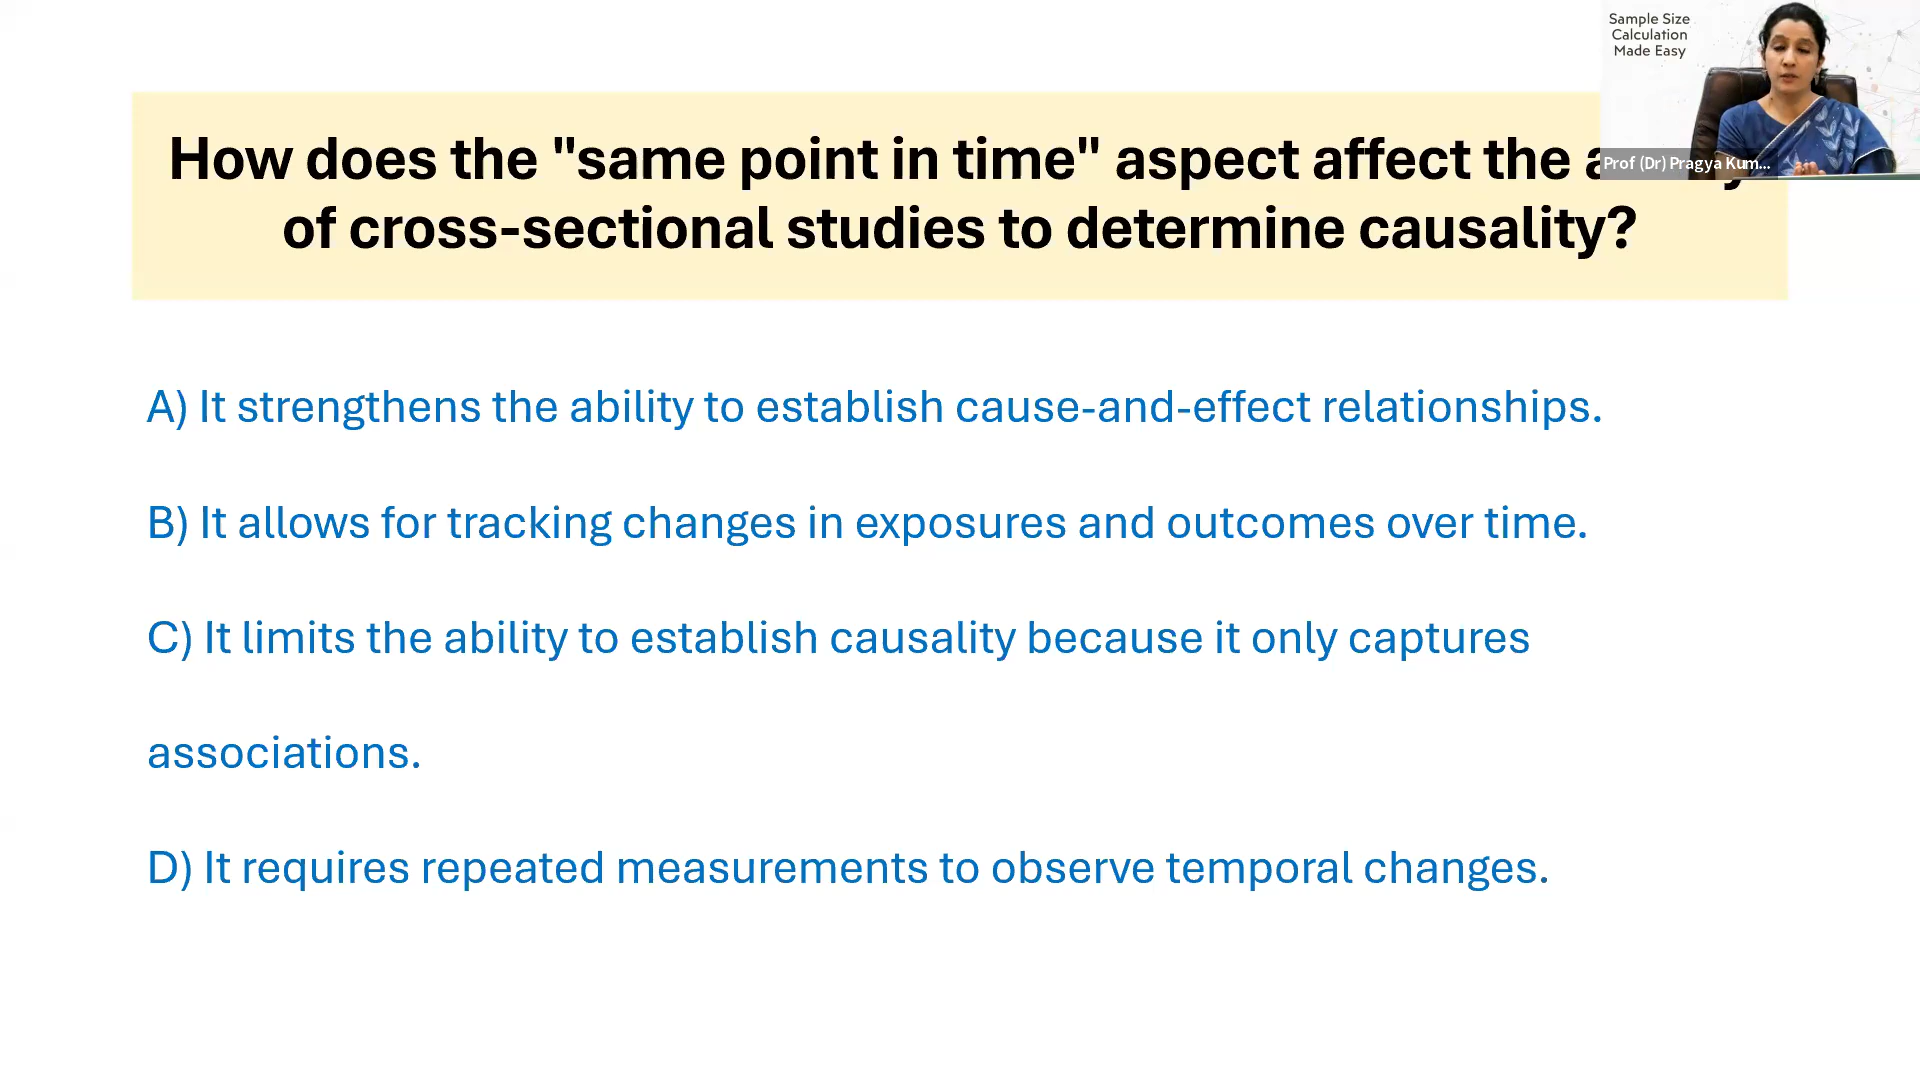 Sample Size
Calculation
Made Easy
Prof (Dr) Pragya Kum...
How does the "same point in time" aspect affect the
of cross-sectional studies to determine causality?
A) It strengthens the ability to establish cause-and-effect relationships.
B) It allows for tracking changes in exposures and outcomes over time.
C) It limits the ability to establish causality because it only captures
associations.
D) It requires repeated measurements to observe temporal changes.